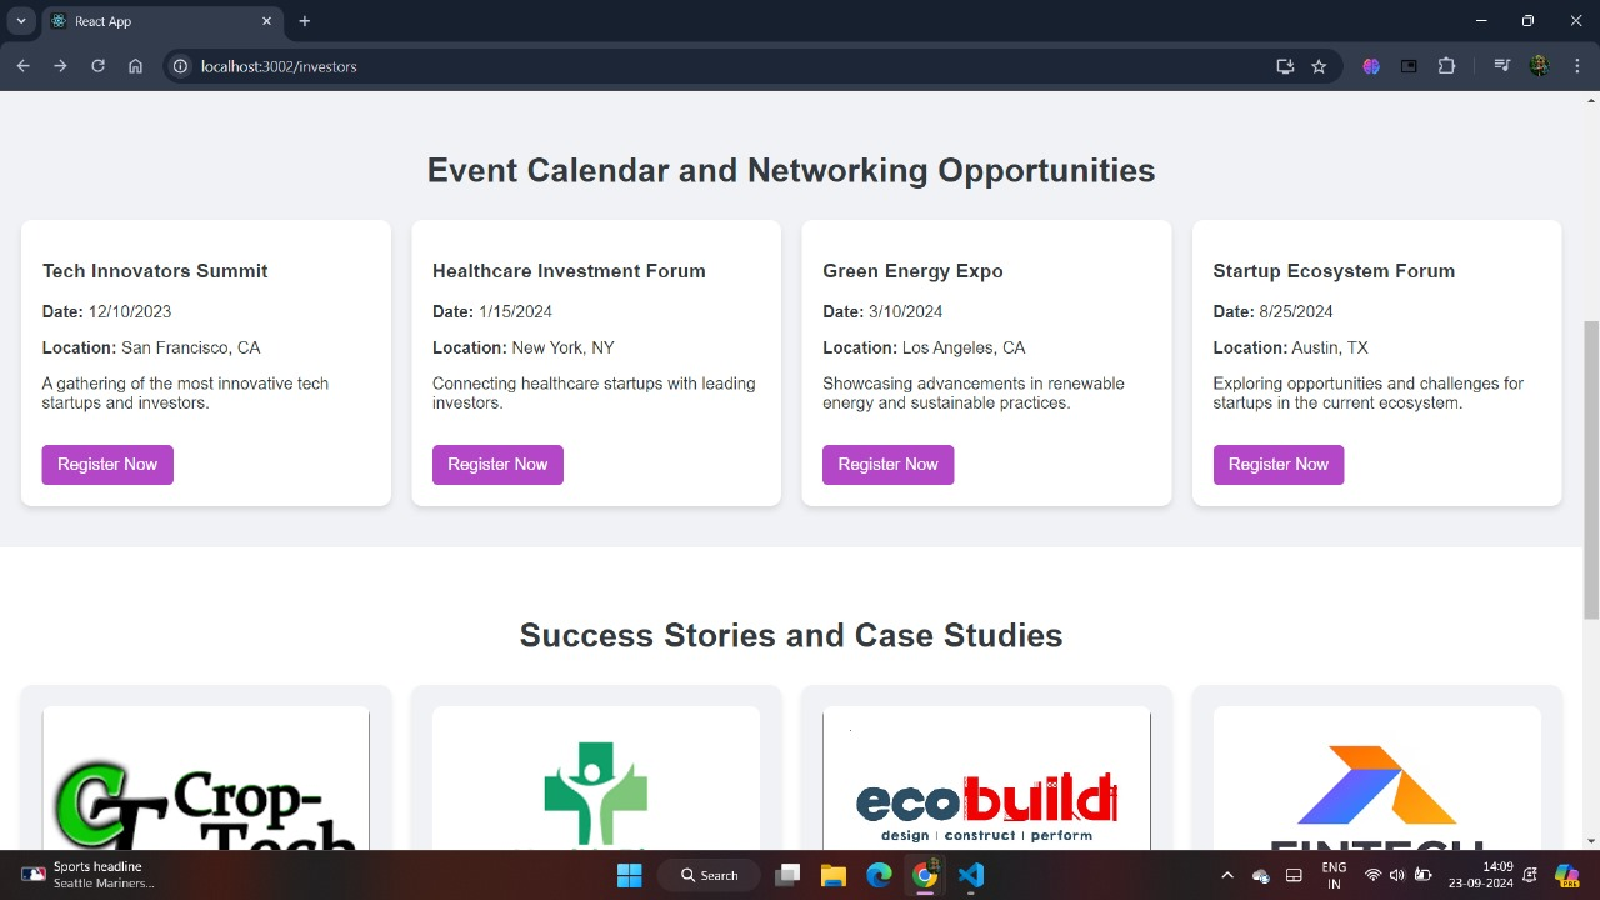 React App
localhost:3002/investors
Event Calendar and Networking Opportunities
Tech Innovators Summit
Date: 12/10/2023
Location: San Francisco, CA
A gathering of the most innovative tech
startups and investors.
Register Now
Healthcare Investment Forum
Date: 1/15/2024
Location: New York, NY
Connecting healthcare startups with leading
investors.
Register Now
Green Energy Expo
Date: 3/10/2024
Location: Los Angeles, CA
Showcasing advancements in renewable
energy and sustainable practices.
Register Now
Startup Ecosystem Forum
Date: 8/25/2024
Location: Austin, TX
Exploring opportunities and challenges for
startups in the current ecosystem.
Register Now
Success Stories and Case Studies
CT Crop-
Tech
ecobuild
design | construct | perform
FINTECH
Sports headline
Seattle Mariners...
Search
ENG
IN
14:09
23-09-2024
PRE